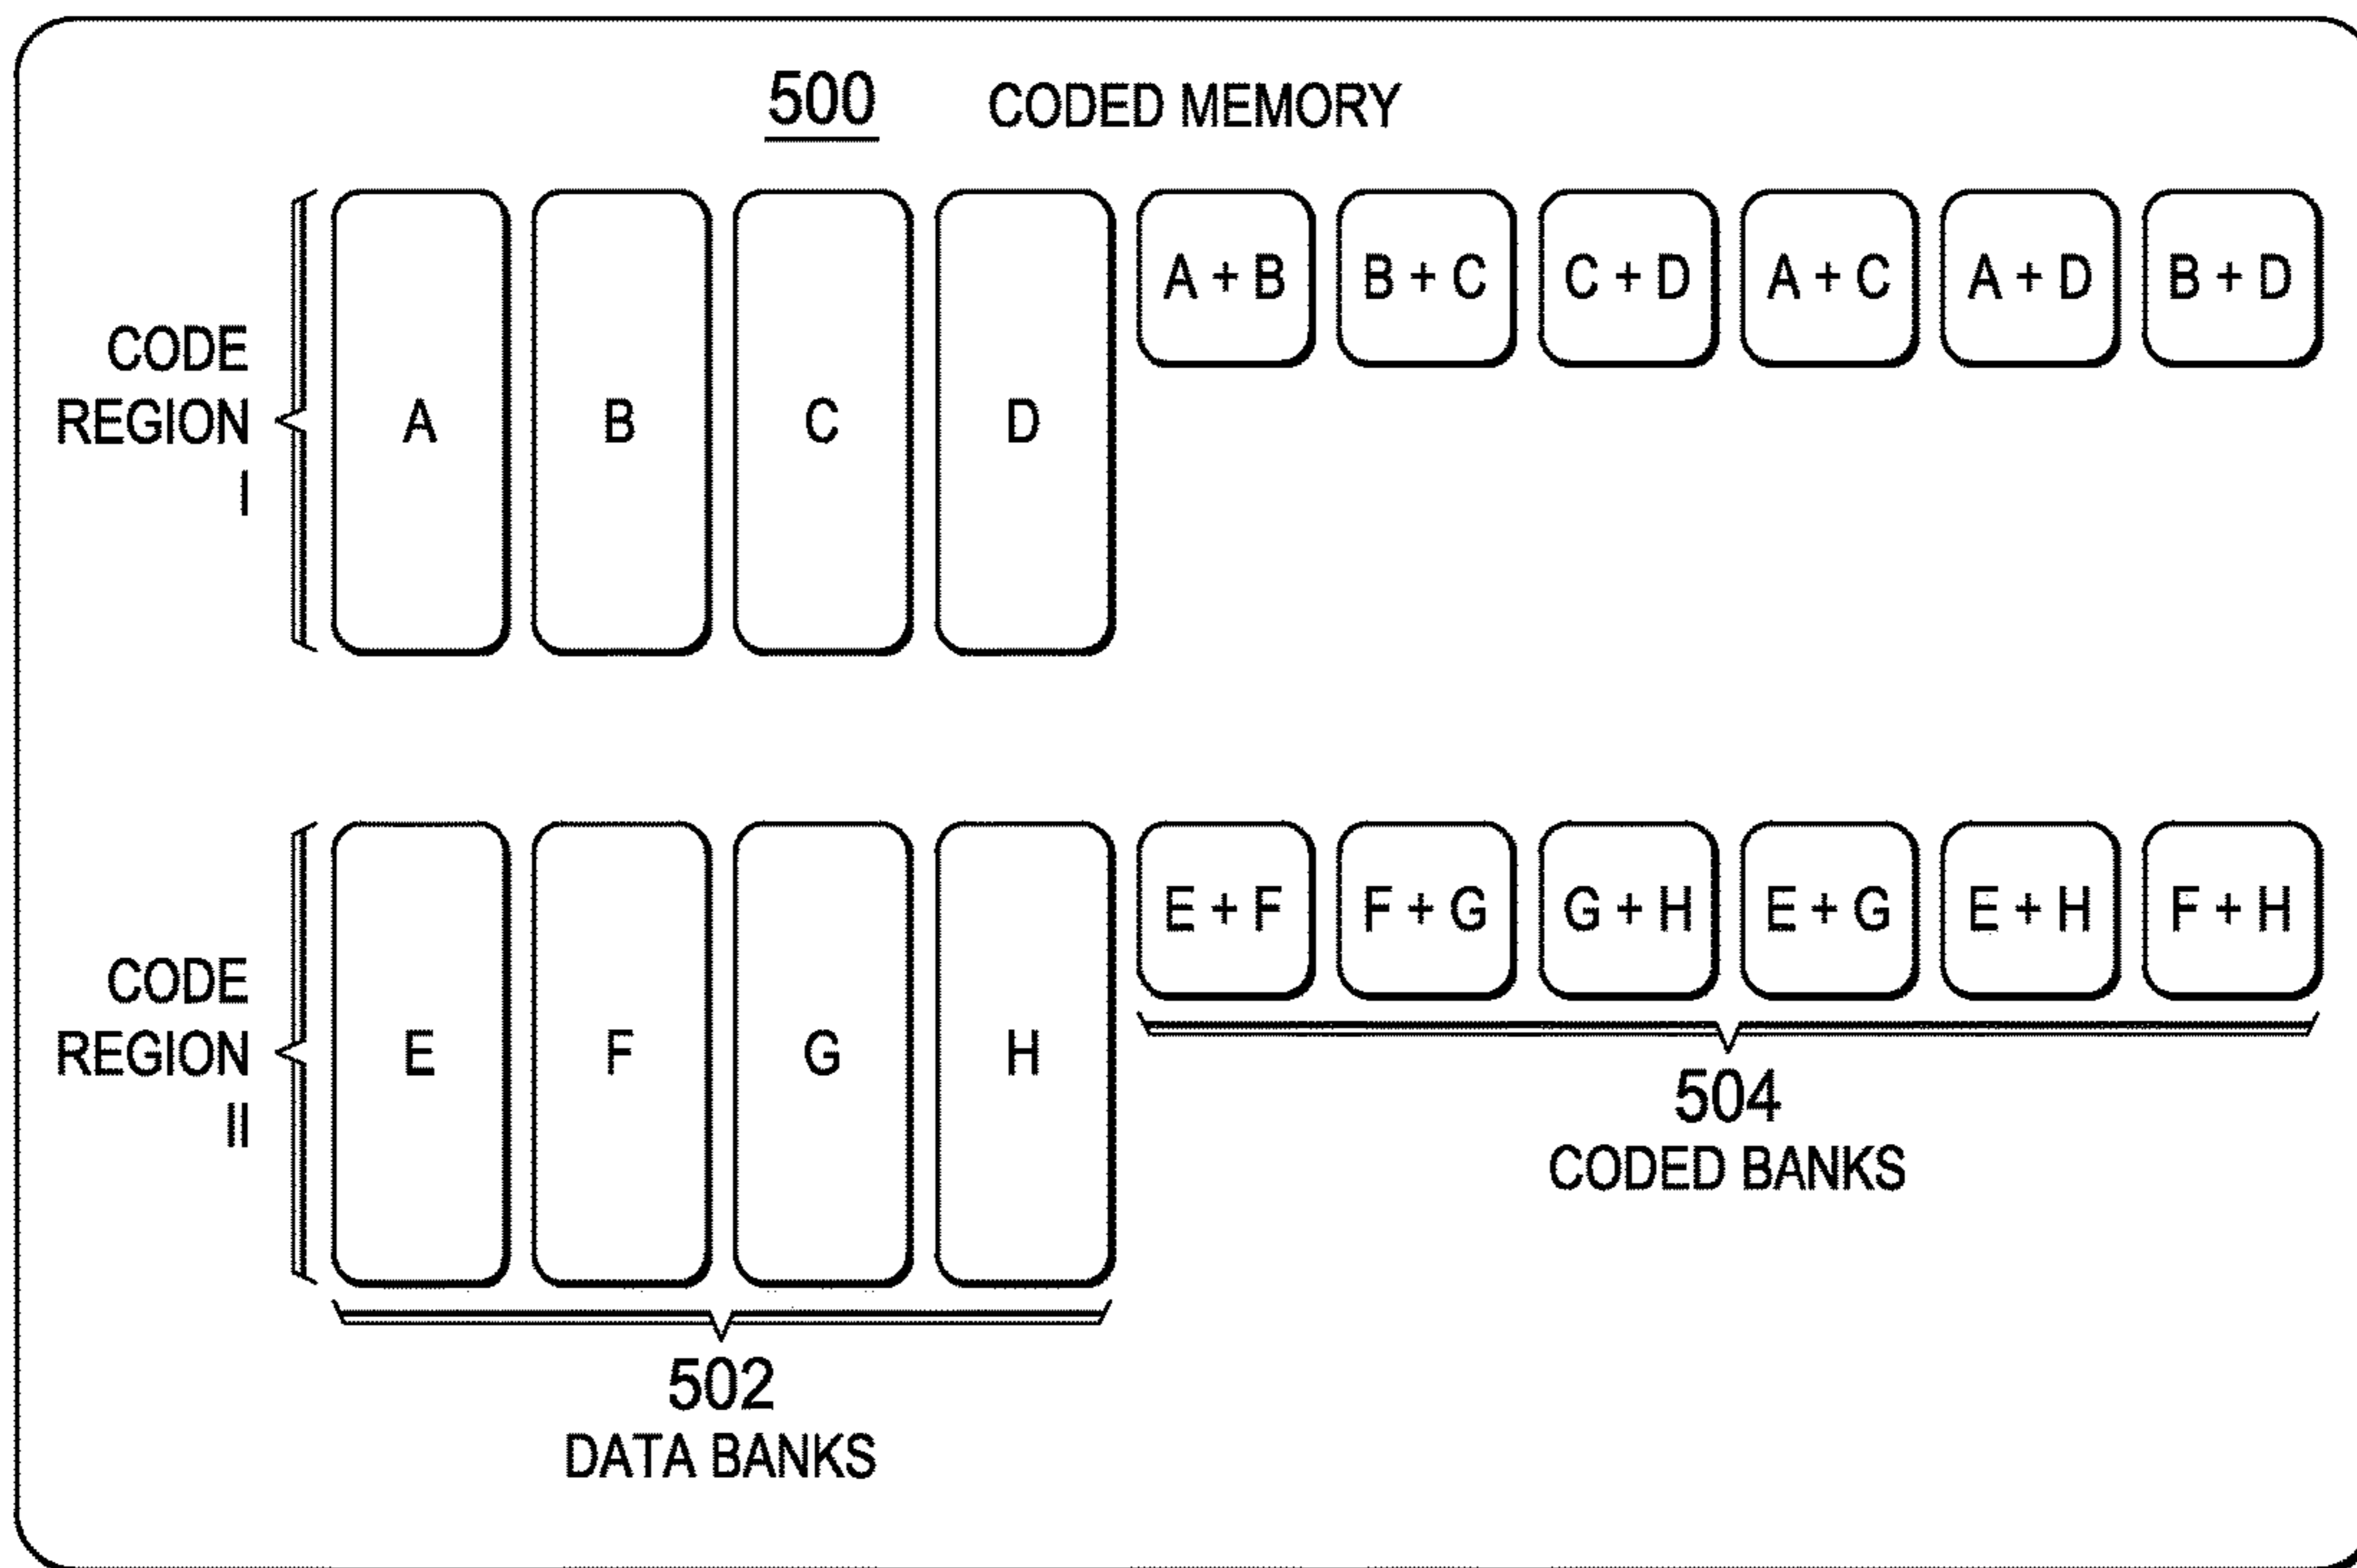 500 CODED MEMORY
CODE
REGION
I
A
B
C
D
A + B
B + C
C + D
A + C
A + D
B + D
CODE
REGION
II
E
F
G
H
E + F
F + G
G + H
E + G
E + H
F + H
504
CODED BANKS
502
DATA BANKS